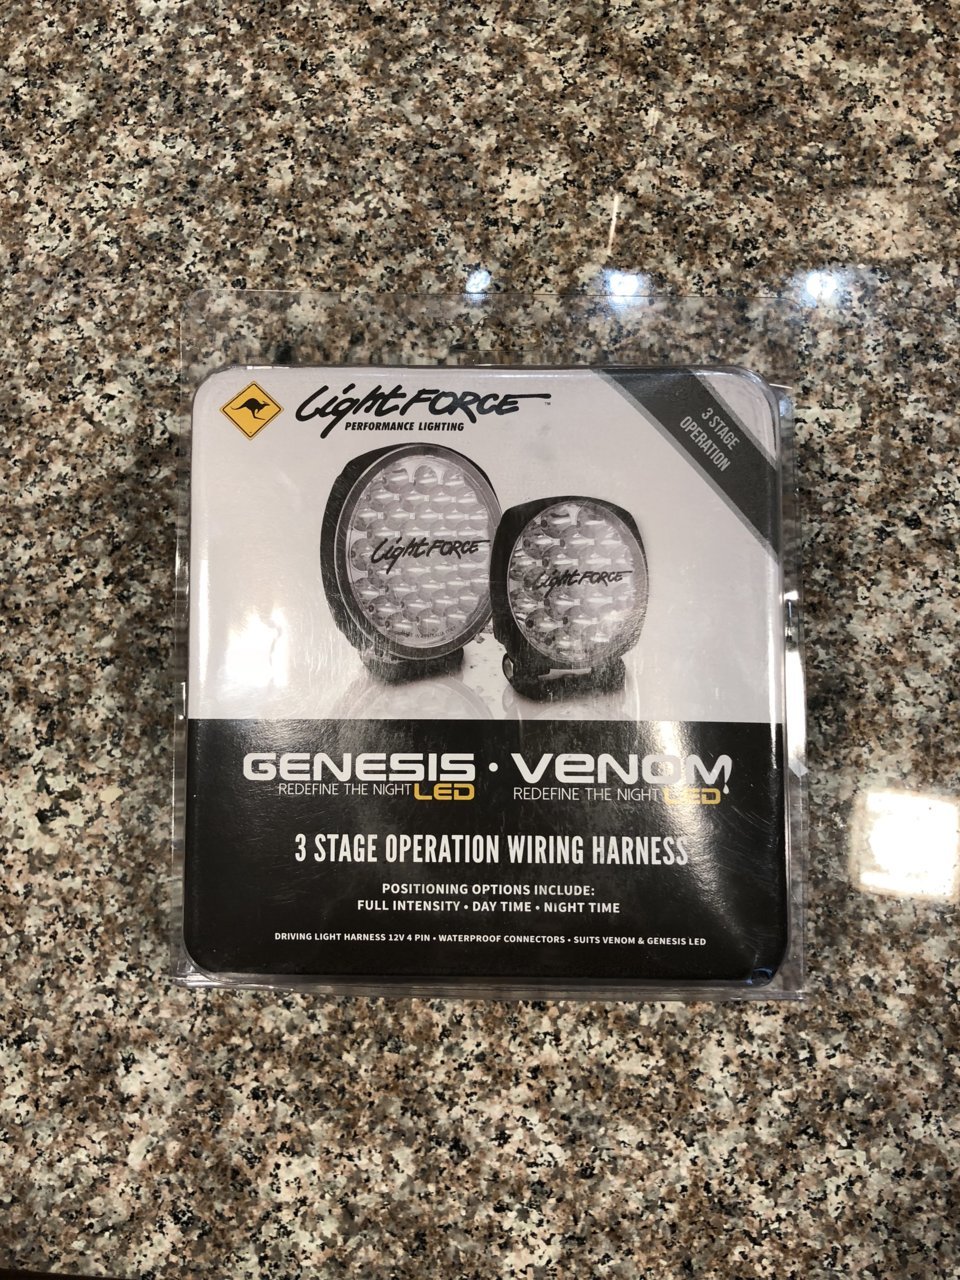 LightFORCE™
PERFORMANCE LIGHTING
3 STAGE
OPERATION
LightFORCE
LightFORCE
GENESIS • VENOM
REDEFINE THE NIGHT LED
REDEFINE THE NIGHT LED
3 STAGE OPERATION WIRING HARNESS
POSITIONING OPTIONS INCLUDE:
FULL INTENSITY • DAY TIME • NIGHT TIME
DRIVING LIGHT HARNESS 12V 4 PIN • WATERPROOF CONNECTORS • SUITS VENOM & GENESIS LED